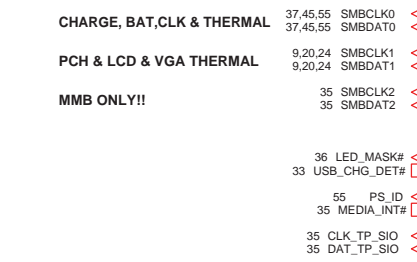 37,45,55 SMBCLK0
CHARGE, BAT,CLK & THERMAL
37,45,55 SMBDAT0
9,20,24 SMBCLK1
PCH & LCD & VGA THERMAL
9,20,24 SMBDAT1
35 SMBCLK2
MMB ONLY!!
35 SMBDAT2
36 LED_MASK#
33 USB_CHG_DET#
55 PS_ID
35 MEDIA_INT#
35 CLK_TP_SIO
35 DAT_TP_SIO